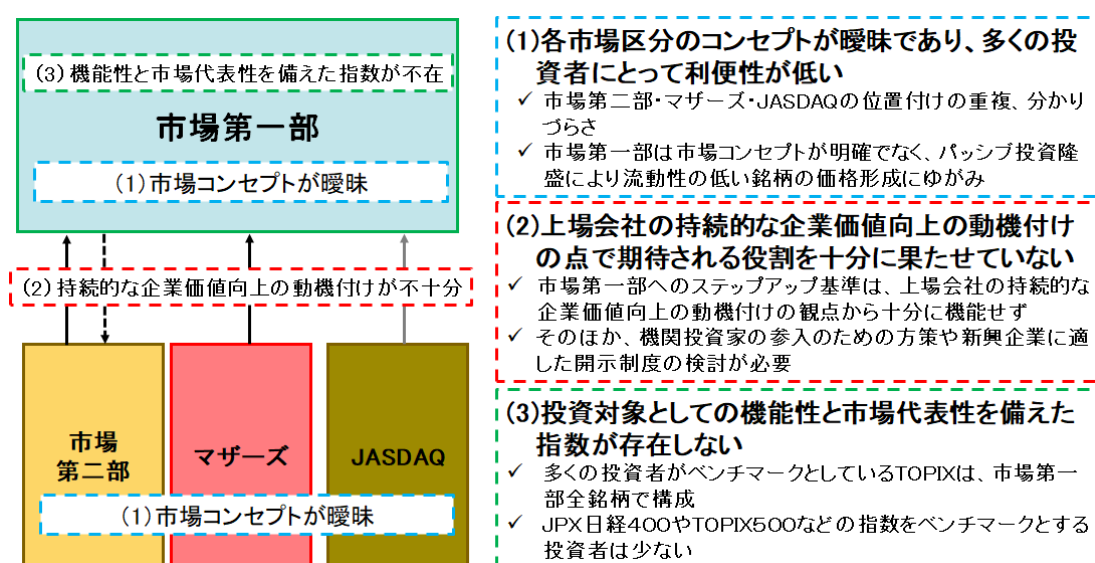 (3)機能性と市場代表性を備えた指数が不在
市場第一部
(1)市場コンセプトが曖昧
(2)持続的な企業価値向上の動機付けが不十分
市場
第二部
マザーズ
JASDAQ
(1)市場コンセプトが曖昧
(1)各市場区分のコンセプトが曖昧であり、多くの投
資者にとって利便性が低い
✓ 市場第二部・マザーズ・JASDAQの位置付けの重複、分かり
づらさ
✓ 市場第一部は市場コンセプトが明確でなく、パッシブ投資隆
盛により流動性の低い銘柄の価格形成にゆがみ
(2)上場会社の持続的な企業価値向上の動機付け
の点で期待される役割を十分に果たせていない
✓ 市場第一部へのステップアップ基準は、上場会社の持続的な
企業価値向上の動機付けの観点から十分に機能せず
✓ そのほか、機関投資家の参入のための方策や新興企業に適
した開示制度の検討が必要
(3)投資対象としての機能性と市場代表性を備えた
指数が存在しない
✓ 多くの投資者がベンチマークとしているTOPIXは、市場第一
部全銘柄で構成
✓ JPX日経400やTOPIX500などの指数をベンチマークとする
投資者は少ない